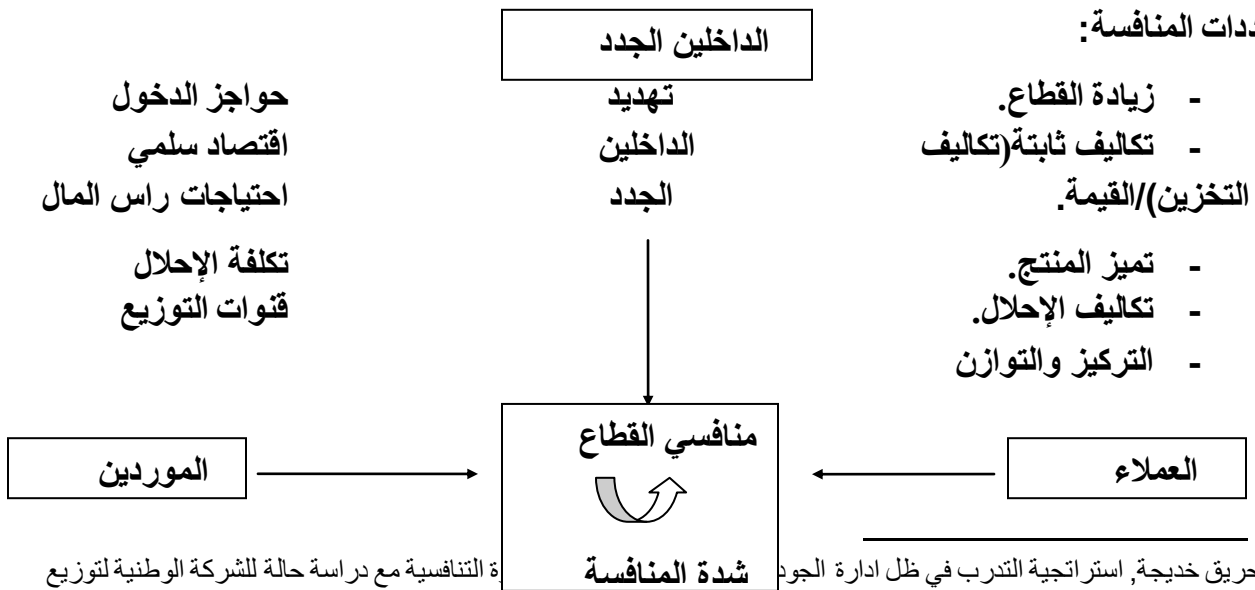 ددات المنافسة:
الداخلين الجدد
- زيادة القطاع.
- تكاليف ثابتة(تكاليف
التخزين)/القيمة.
- تميز المنتج.
- تكاليف الإحلال.
- التركيز والتوازن
تهديد
الداخلين
الجدد
حواجز الدخول
اقتصاد سلمي
احتياجات راس المال
تكلفة الإحلال
قنوات التوزيع
العملاء
منافسي القطاع
شدة المنافسة
الموردين
حريق خديجة, استراتجية التدرب في ظل ادارة الجود ة التنافسية مع دراسة حالة للشركة الوطنية لتوزيع